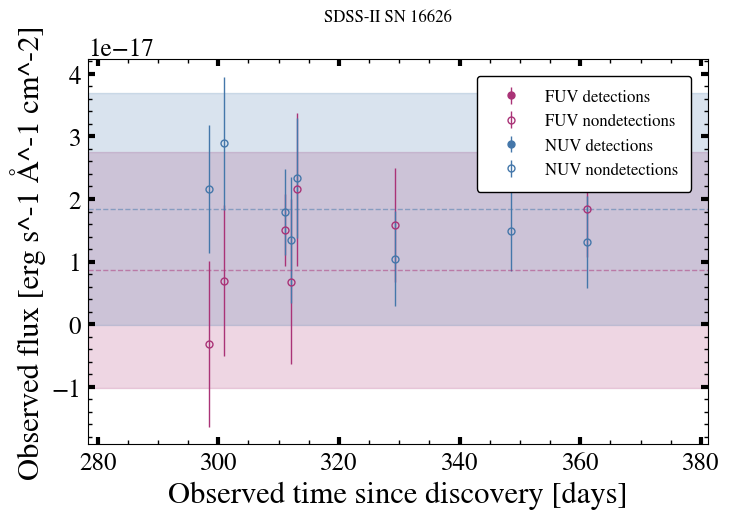 SDSS-II SN 16626
1e−17
Observed flux [erg s^-1 Å^-1 cm^-2]
4
3
2
1
0
−1
FUV detections
FUV nondetections
NUV detections
NUV nondetections
280 300 320 340 360 380
Observed time since discovery [days]